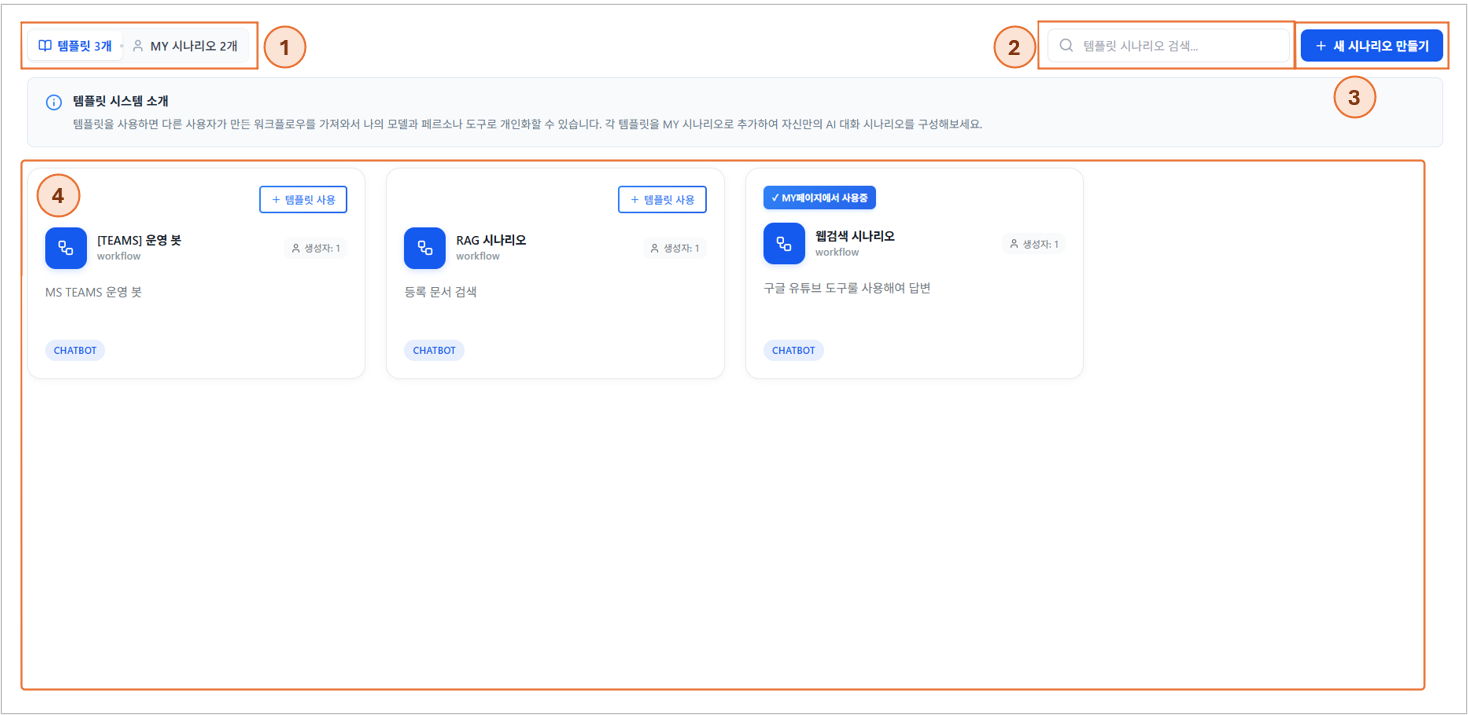 템플릿 3개
MY 시나리오 2개
1
2
템플릿 시나리오 검색...
+ 새 시나리오 만들기
3
템플릿 시스템 소개
템플릿을 사용하면 다른 사용자가 만든 워크플로우를 가져와서 나의 모델과 페르소나 도구로 개인화할 수 있습니다. 각 템플릿을 MY 시나리오로 추가하여 자신만의 AI 대화 시나리오를 구성해보세요.
4
+ 템플릿 사용
[TEAMS] 운영 봇
workflow
생성자: 1
MS TEAMS 운영 봇
CHATBOT
+ 템플릿 사용
RAG 시나리오
workflow
생성자: 1
등록 문서 검색
CHATBOT
✓ MY페이지에서 사용중
웹검색 시나리오
workflow
생성자: 1
구글 유튜브 도구룰 사용해여 답변
CHATBOT